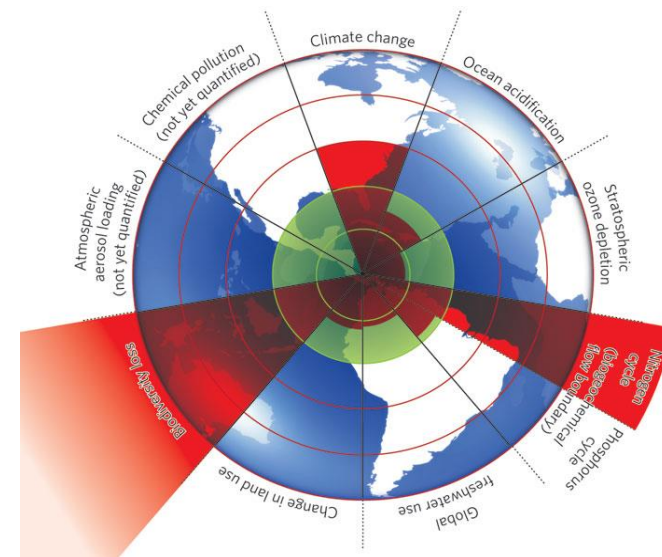 Climate change
Ocean acidification
Stratospheric
ozone depletion
Nitrogen
cycle
(biogeochemical
flow boundary)
Phosphorus
cycle
Global
freshwater use
Change in land use
Biodiversity loss
Atmospheric
aerosol loading
(not yet quantified)
Chemical pollution
(not yet quantified)